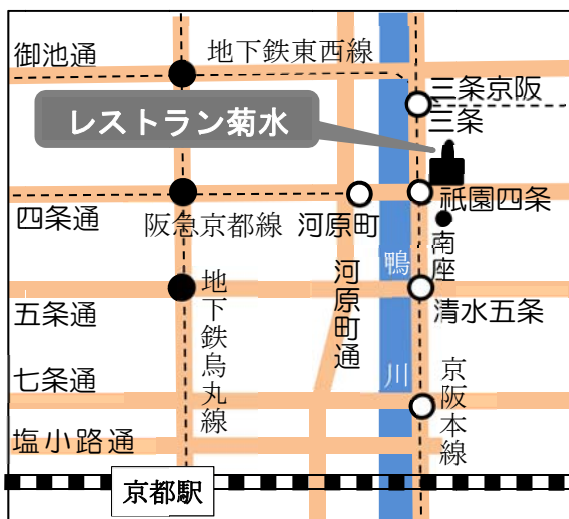 御池通
地下鉄東西線
三条京阪
三条
レストラン菊水
四条通
阪急京都線
河原町
祇園四条
南座
鴨川
河原町通
地下鉄烏丸線
五条通
清水五条
七条通
京阪本線
塩小路通
京都駅